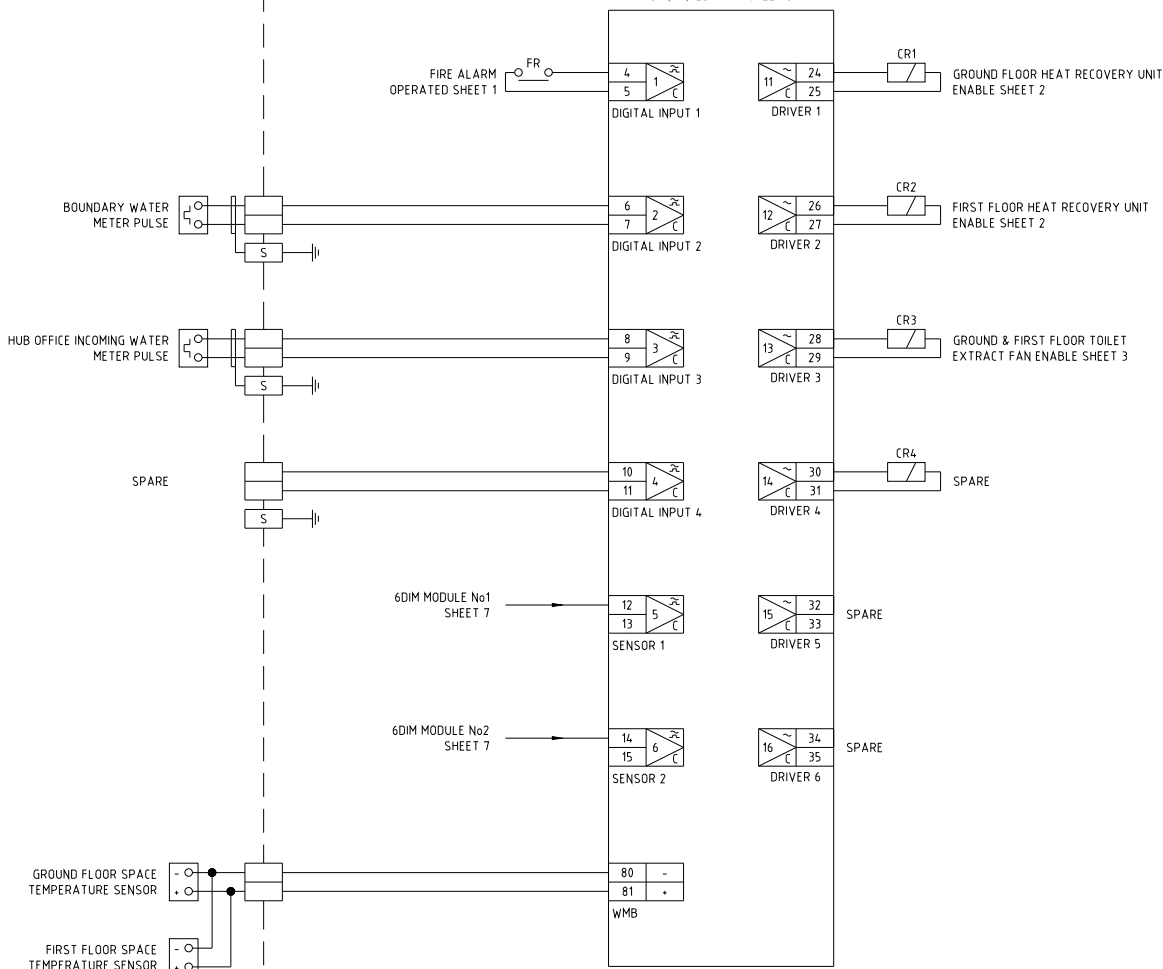 FR
FIRE ALARM
OPERATED SHEET 1
4
5
1
C
DIGITAL INPUT 1
11
~
C
24
25
DRIVER 1
CR1
GROUND FLOOR HEAT RECOVERY UNIT
ENABLE SHEET 2
BOUNDARY WATER
METER PULSE
S
6
7
2
C
DIGITAL INPUT 2
12
~
C
26
27
DRIVER 2
CR2
FIRST FLOOR HEAT RECOVERY UNIT
ENABLE SHEET 2
HUB OFFICE INCOMING WATER
METER PULSE
S
8
9
3
C
DIGITAL INPUT 3
13
~
C
28
29
DRIVER 3
CR3
GROUND & FIRST FLOOR TOILET
EXTRACT FAN ENABLE SHEET 3
SPARE
S
10
11
4
C
DIGITAL INPUT 4
14
~
C
30
31
DRIVER 4
CR4
SPARE
6DIM MODULE No1
SHEET 7
12
13
5
C
SENSOR 1
15
~
C
32
33
DRIVER 5
SPARE
6DIM MODULE No2
SHEET 7
14
15
6
C
SENSOR 2
16
~
C
34
35
DRIVER 6
SPARE
GROUND FLOOR SPACE
TEMPERATURE SENSOR
-
+
80 -
81 +
WMB
FIRST FLOOR SPACE
TEMPERATURE SENSOR
-
+